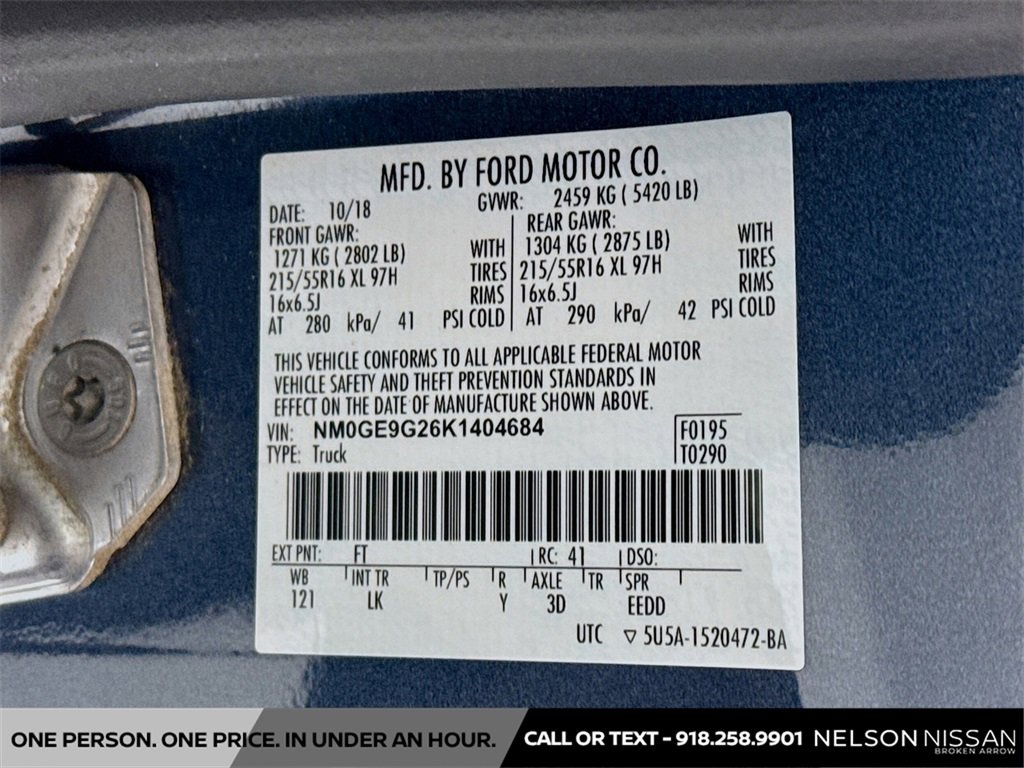 MFD. BY FORD MOTOR CO.
DATE: 10/18 GVWR: 2459 KG ( 5420 LB)
FRONT GAWR: REAR GAWR:
1271 KG ( 2802 LB) WITH 1304 KG ( 2875 LB) WITH
215/55R16 XL 97H TIRES 215/55R16 XL 97H TIRES
16x6.5J RIMS 16x6.5J RIMS
AT 280 kPa/ 41 PSI COLD AT 290 kPa/ 42 PSI COLD
THIS VEHICLE CONFORMS TO ALL APPLICABLE FEDERAL MOTOR
VEHICLE SAFETY AND THEFT PREVENTION STANDARDS IN
EFFECT ON THE DATE OF MANUFACTURE SHOWN ABOVE.
VIN: NM0GE9G26K1404684 F0195
TYPE: Truck T0290
EXT PNT: FT RC: 41 DSO:
WB INT TR TP/PS R AXLE TR SPR
121 LK Y 3D EEDD
UTC ▽ 5U5A-1520472-BA
ONE PERSON. ONE PRICE. IN UNDER AN HOUR. CALL OR TEXT - 918.258.9901 NELSON NISSAN
BROKEN ARROW